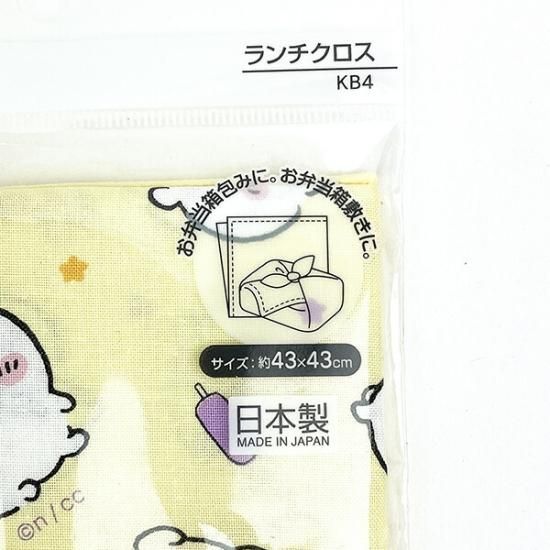 ランチクロス
KB4
お弁当箱包みに。お弁当箱敷きに。
サイズ：約43×43cm
日本製
MADE IN JAPAN
©n/cc